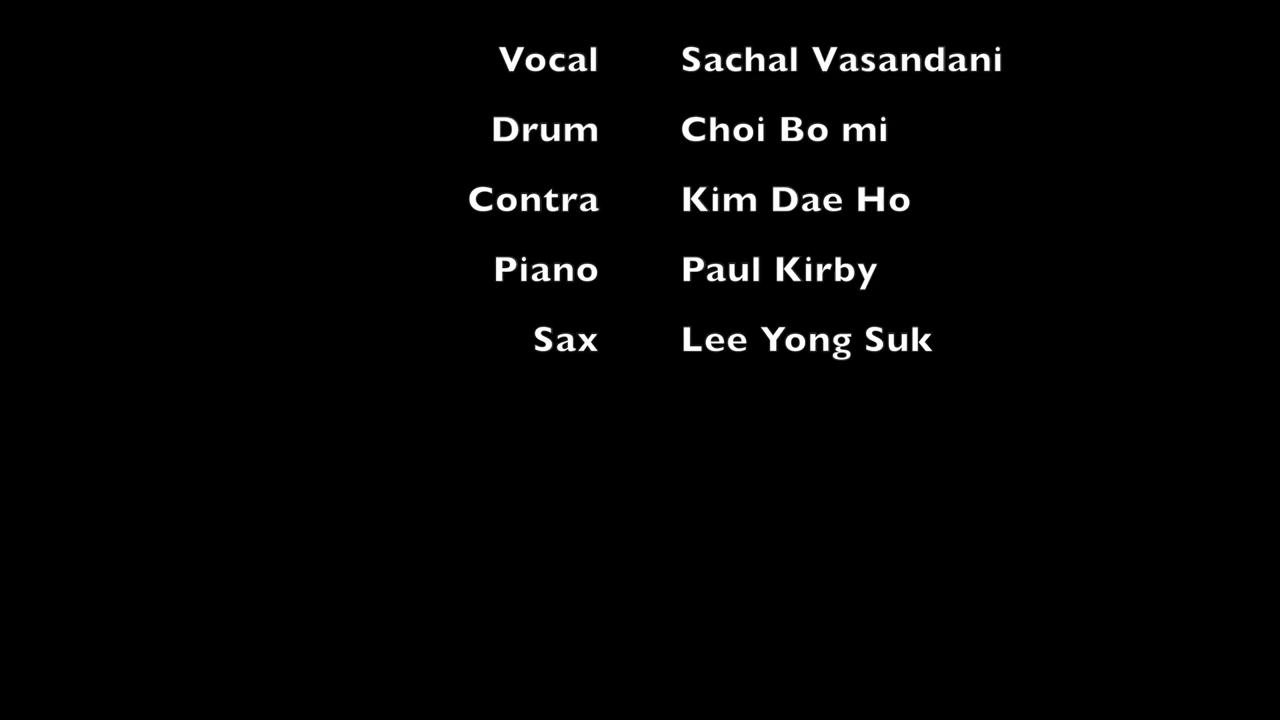 Vocal Sachal Vasandani
Drum Choi Bo mi
Contra Kim Dae Ho
Piano Paul Kirby
Sax Lee Yong Suk